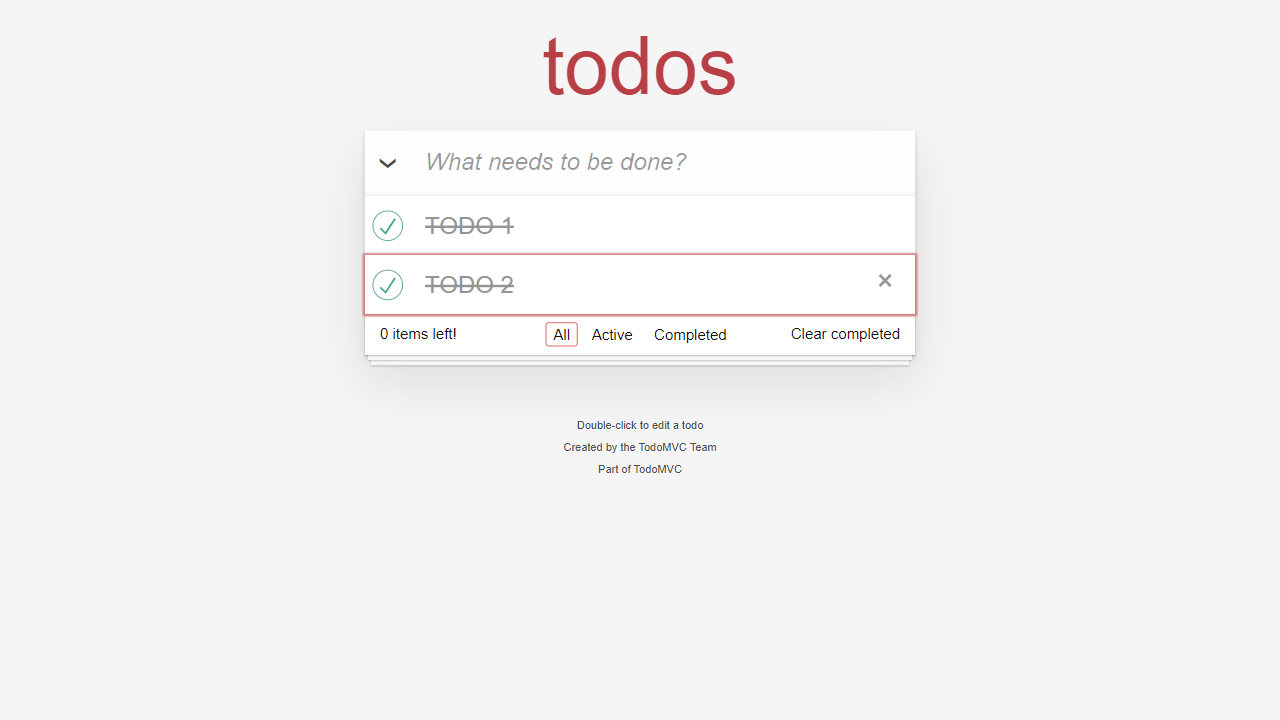 todos
What needs to be done?
TODO 1
TODO 2
×
0 items left! All Active Completed Clear completed
Double-click to edit a todo
Created by the TodoMVC Team
Part of TodoMVC